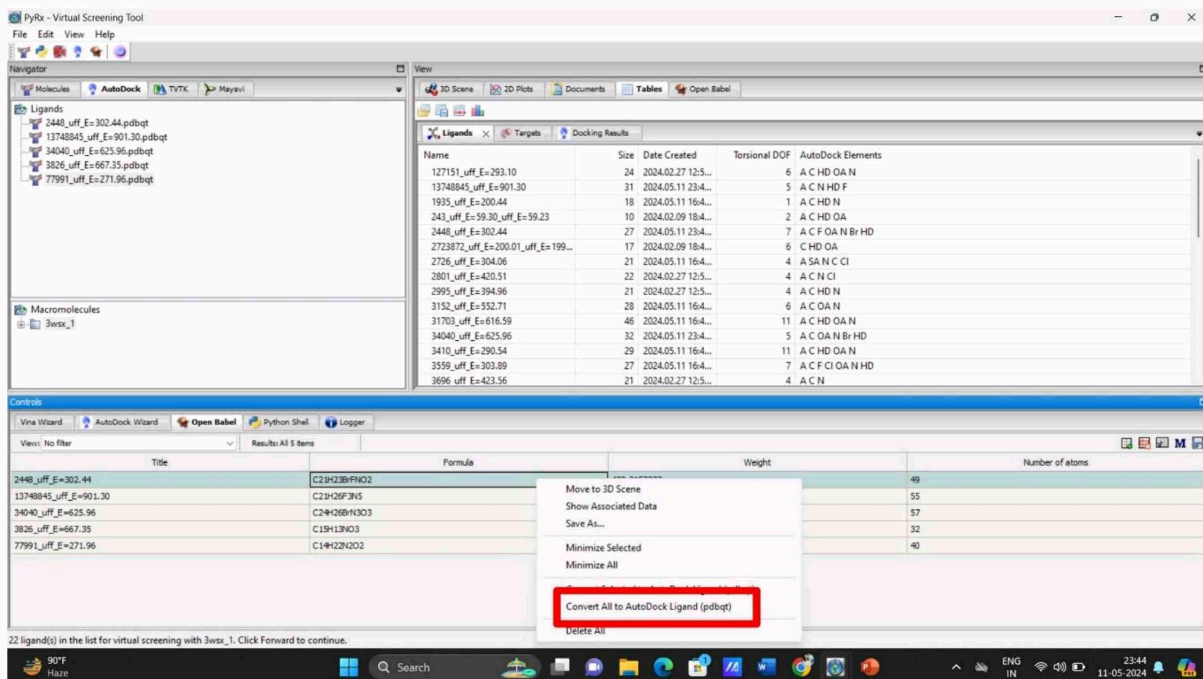 PyRx - Virtual Screening Tool
File Edit View Help
Navigator
Molecules AutoDock TVTK Mayavi
Ligands
2448_uff_E=302.44.pdbqt
13748845_uff_E=901.30.pdbqt
34040_uff_E=625.96.pdbqt
3826_uff_E=667.35.pdbqt
77991_uff_E=271.96.pdbqt
Macromolecules
3wsx_1
View
3D Scene 2D Plots Documents Tables Open Babel
Ligands Targets Docking Results
Name Size Date Created Torsional DOF AutoDock Elements
127151_uff_E=293.10 24 2024.02.27 12:5... 6 A C HD OA N
13748845_uff_E=901.30 31 2024.05.11 23:4... 5 A C N HD F
1935_uff_E=200.44 18 2024.05.11 16:4... 1 A C HD N
243_uff_E=59.30_uff_E=59.23 10 2024.02.09 18:4... 2 A C HD OA
2448_uff_E=302.44 27 2024.05.11 23:4... 7 A C F OA N Br HD
2723872_uff_E=200.01_uff_E=199... 17 2024.02.09 18:4... 6 C HD OA
2726_uff_E=304.06 21 2024.05.11 16:4... 4 A SA N C Cl
2801_uff_E=420.51 22 2024.02.27 12:5... 4 A C N Cl
2995_uff_E=394.96 21 2024.02.27 12:5... 4 A C HD N
3152_uff_E=552.71 28 2024.05.11 16:4... 6 A C OA N
31703_uff_E=616.59 46 2024.05.11 16:4... 11 A C HD OA N
34040_uff_E=625.96 32 2024.05.11 23:4... 5 A C OA N Br HD
3410_uff_E=290.54 29 2024.05.11 16:4... 11 A C HD OA N
3559_uff_E=303.89 27 2024.05.11 16:4... 7 A C F Cl OA N HD
3696_uff_E=423.56 21 2024.02.27 12:5... 4 A C N
Controls
Vina Wizard AutoDock Wizard Open Babel Python Shell Logger
View: No filter Results: All 5 items M
Title Formula Weight Number of atoms
2448_uff_E=302.44 C21H23BrFNO2 49
13748845_uff_E=901.30 C21H26F3N5 55
34040_uff_E=625.96 C24H26BrN3O3 57
3826_uff_E=667.35 C15H13NO3 32
77991_uff_E=271.96 C14H22N2O2 40
Move to 3D Scene
Show Associated Data
Save As...
Minimize Selected
Minimize All
Convert All to AutoDock Ligand (pdbqt)
Delete All
22 ligand(s) in the list for virtual screening with 3wsx_1. Click Forward to continue.
90°F
Haze
Search
ENG
IN
23:44
11-05-2024